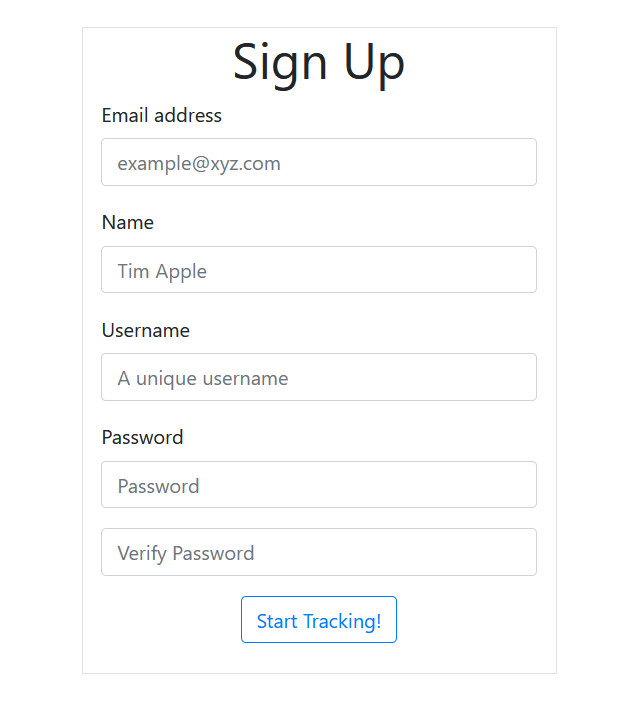 Sign Up
Email address
example@xyz.com
Name
Tim Apple
Username
A unique username
Password
Password
Verify Password
Start Tracking!